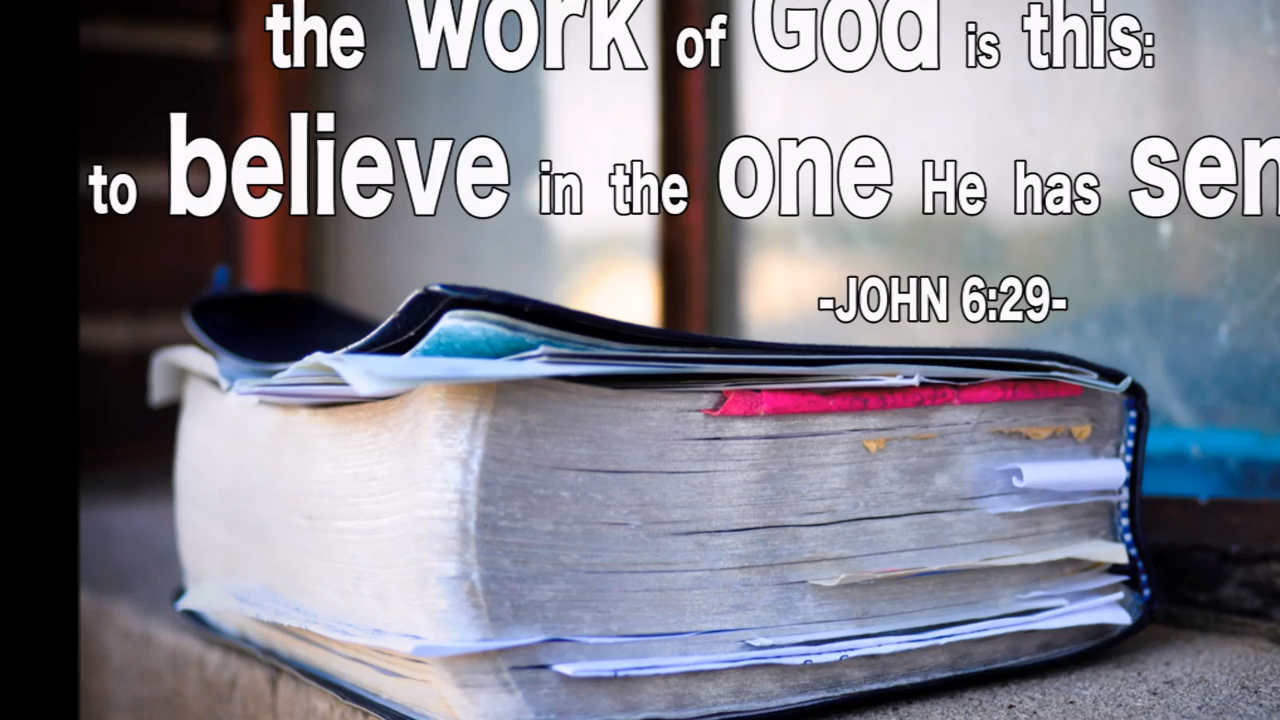 the work of God is this:
to believe in the one He has sen
-JOHN 6:29-